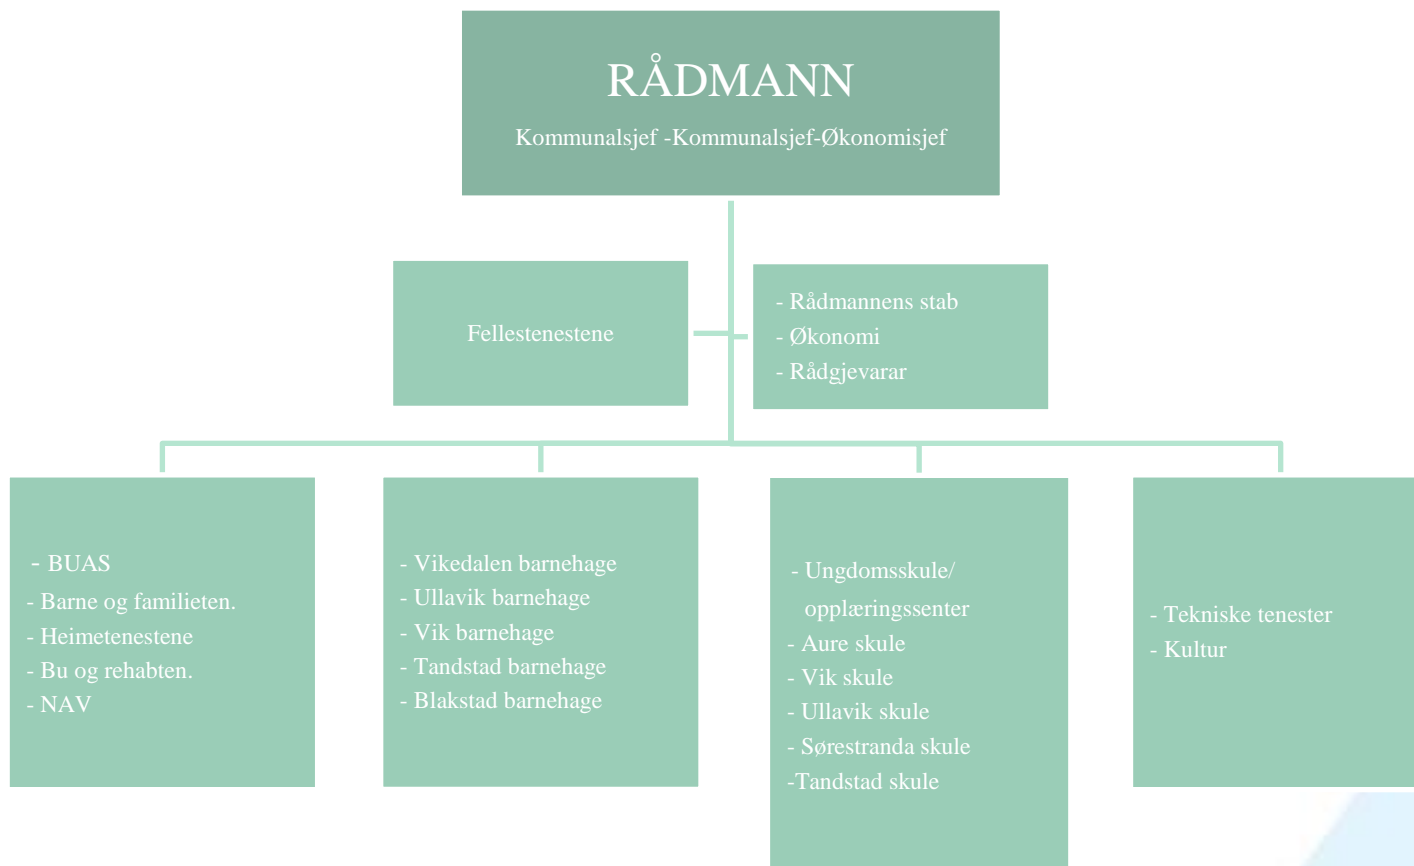 RÅDMANN
Kommunalsjef -Kommunalsjef-Økonomisjef
Fellestenestene
- Rådmannens stab
- Økonomi
- Rådgjevarar
- BUAS
- Barne og familieten.
- Heimetenestene
- Bu og rehabten.
- NAV
- Vikedalen barnehage
- Ullavik barnehage
- Vik barnehage
- Tandstad barnehage
- Blakstad barnehage
- Ungdomsskule/
opplæringssenter
- Aure skule
- Vik skule
- Ullavik skule
- Sørestranda skule
-Tandstad skule
- Tekniske tenester
- Kultur